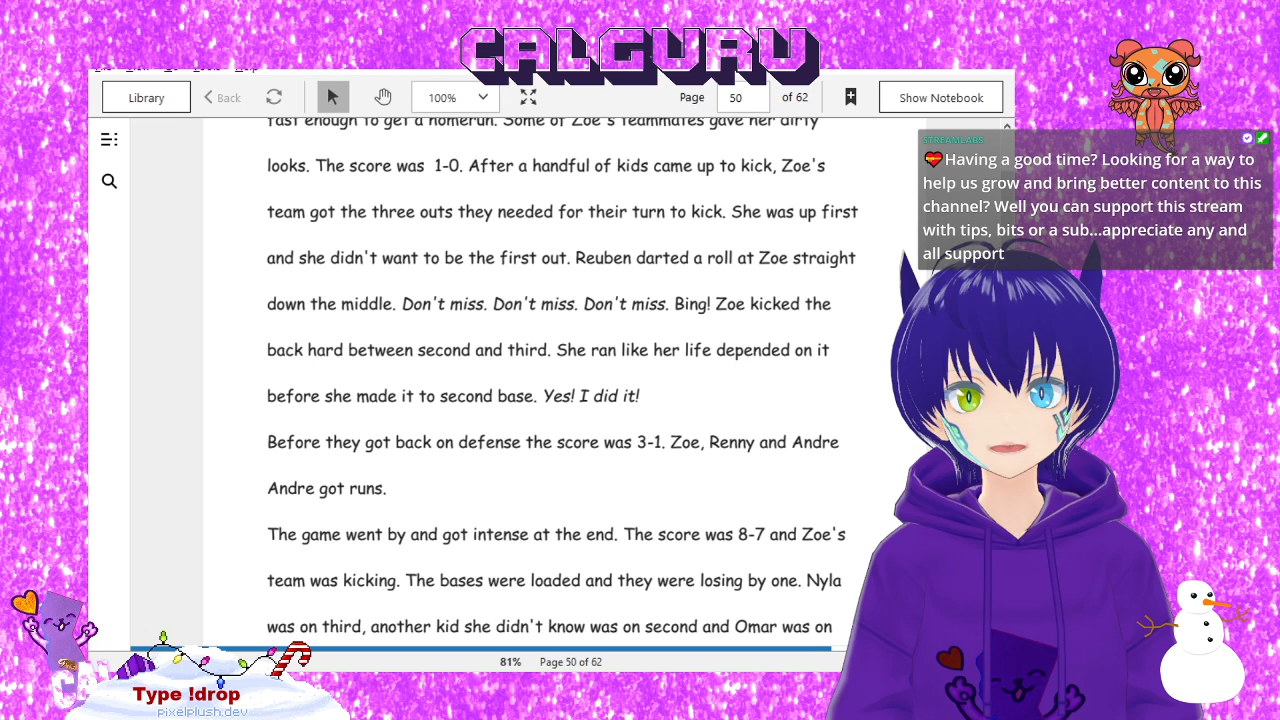 CALGURU
Library
Back
100%
Page 50 of 62
Show Notebook
fast enough to get a homerun. Some of Zoe's teammates gave her dirty
looks. The score was 1-0. After a handful of kids came up to kick, Zoe's
team got the three outs they needed for their turn to kick. She was up first
and she didn't want to be the first out. Reuben darted a roll at Zoe straight
down the middle. Don't miss. Don't miss. Don't miss. Bing! Zoe kicked the
back hard between second and third. She ran like her life depended on it
before she made it to second base. Yes! I did it!
Before they got back on defense the score was 3-1. Zoe, Renny and Andre
Andre got runs.
The game went by and got intense at the end. The score was 8-7 and Zoe's
team was kicking. The bases were loaded and they were losing by one. Nyla
was on third, another kid she didn't know was on second and Omar was on
81% Page 50 of 62
STREAMLABS
Having a good time? Looking for a way to
help us grow and bring better content to this
channel? Well you can support this stream
with tips, bits or a sub...appreciate any and
all support
Type !drop
pixelplush.dev